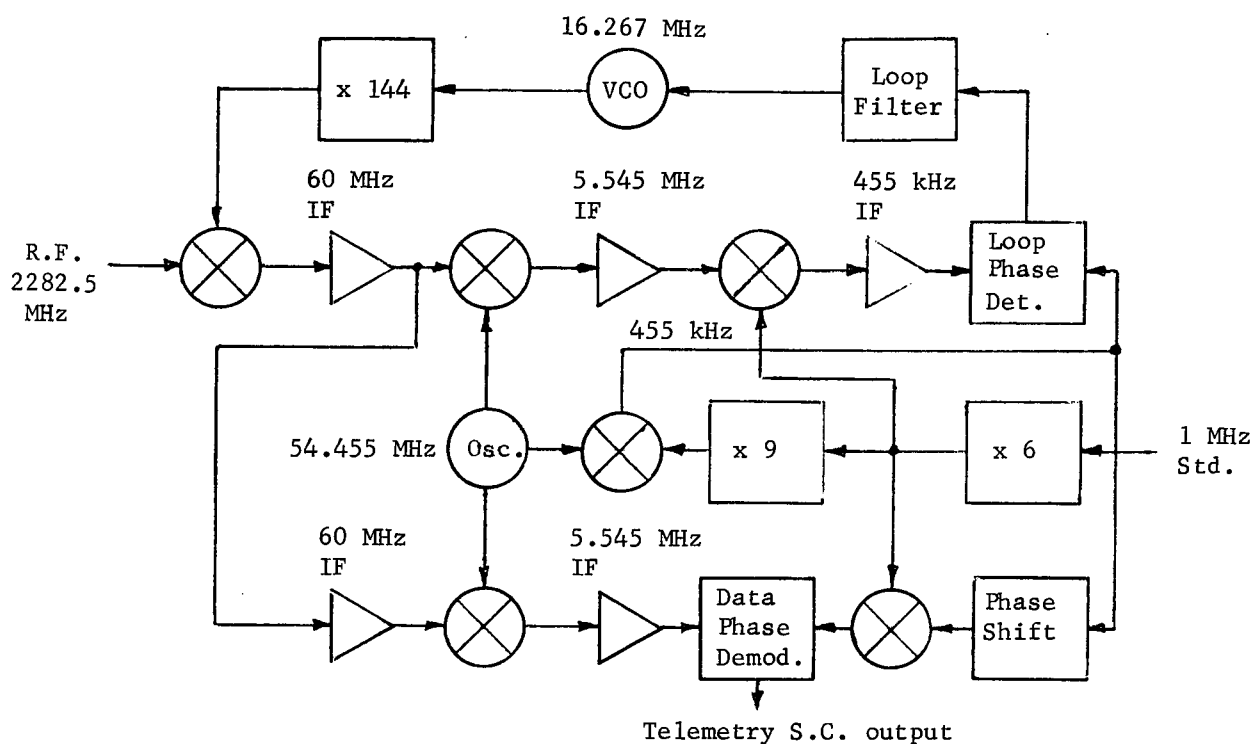 16.267 MHz
x 144
VCO
Loop
Filter
60 MHz
IF
5.545 MHz
IF
455 kHz
IF
R.F.
2282.5
MHz
Loop
Phase
Det.
455 kHz
54.455 MHz
Osc.
x 9
x 6
1 MHz
Std.
60 MHz
IF
5.545 MHz
IF
Data
Phase
Demod.
Phase
Shift
Telemetry S.C. output